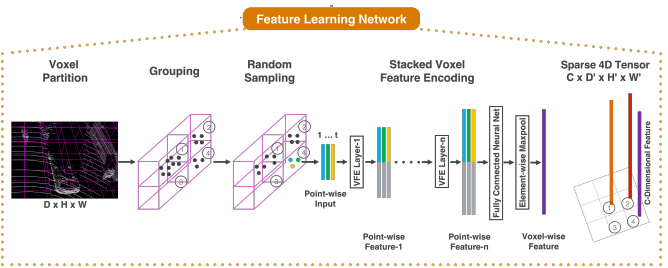 Feature Learning Network
Voxel
Partition
Grouping
Random
Sampling
Stacked Voxel
Feature Encoding
Sparse 4D Tensor
C x D' x H' x W'
D x H x W
1
2
3
4
1
2
3
4
1 ... t
Point-wise
Input
VFE Layer-1
Point-wise
Feature-1
VFE Layer-n
Point-wise
Feature-n
Fully Connected Neural Net
Element-wise Maxpool
Voxel-wise
Feature
1
2
3
4
C-Dimensional Feature